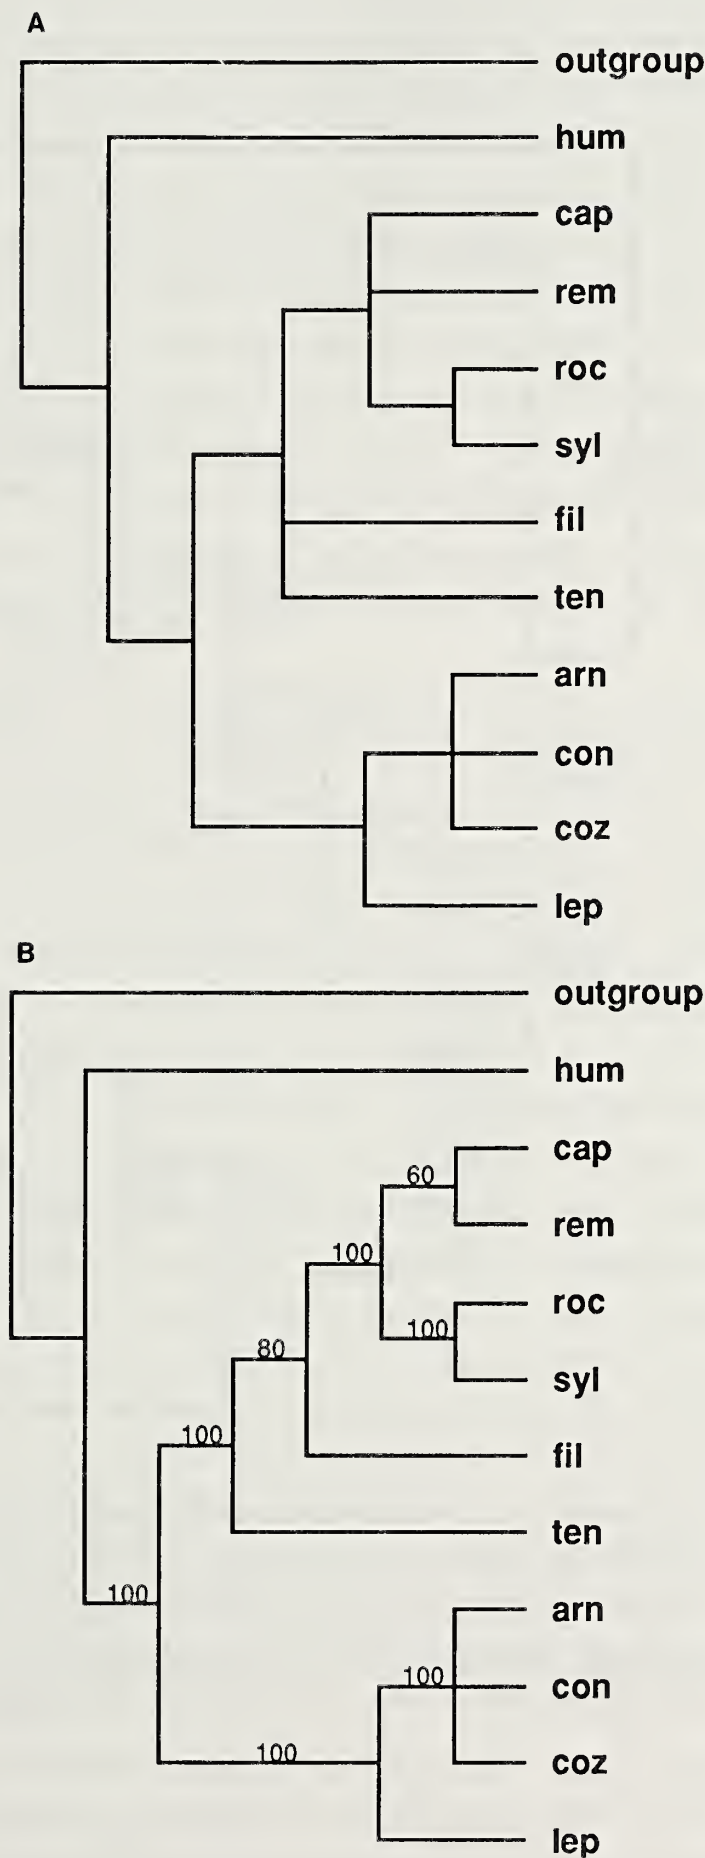 A
outgroup
hum
cap
rem
roc
syl
fil
ten
arn
con
coz
lep
B
outgroup
hum
cap
60
rem
100
roc
100
syl
80
fil
100
ten
100
arn
100
con
100
coz
lep